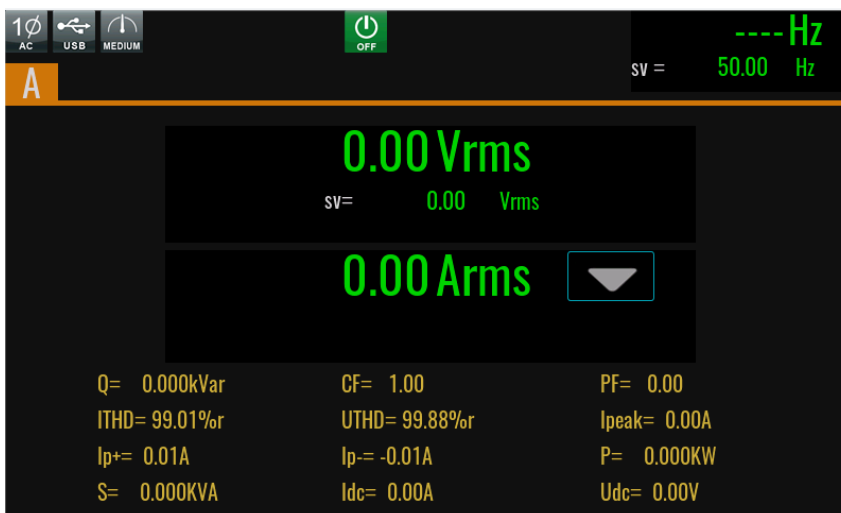 1Ø
AC
USB
MEDIUM
OFF
---- Hz
sv = 50.00 Hz
A
0.00 Vrms
sv= 0.00 Vrms
0.00 Arms
Q= 0.000kVar CF= 1.00 PF= 0.00
ITHD= 99.01%r UTHD= 99.88%r Ipeak= 0.00A
Ip+= 0.01A Ip-= -0.01A P= 0.000KW
S= 0.000KVA Idc= 0.00A Udc= 0.00V